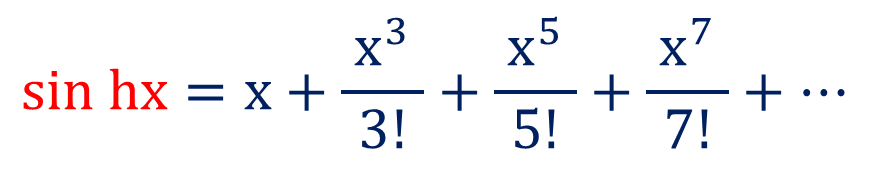 sin hx = x + x³/3! + x⁵/5! + x⁷/7! + ⋯